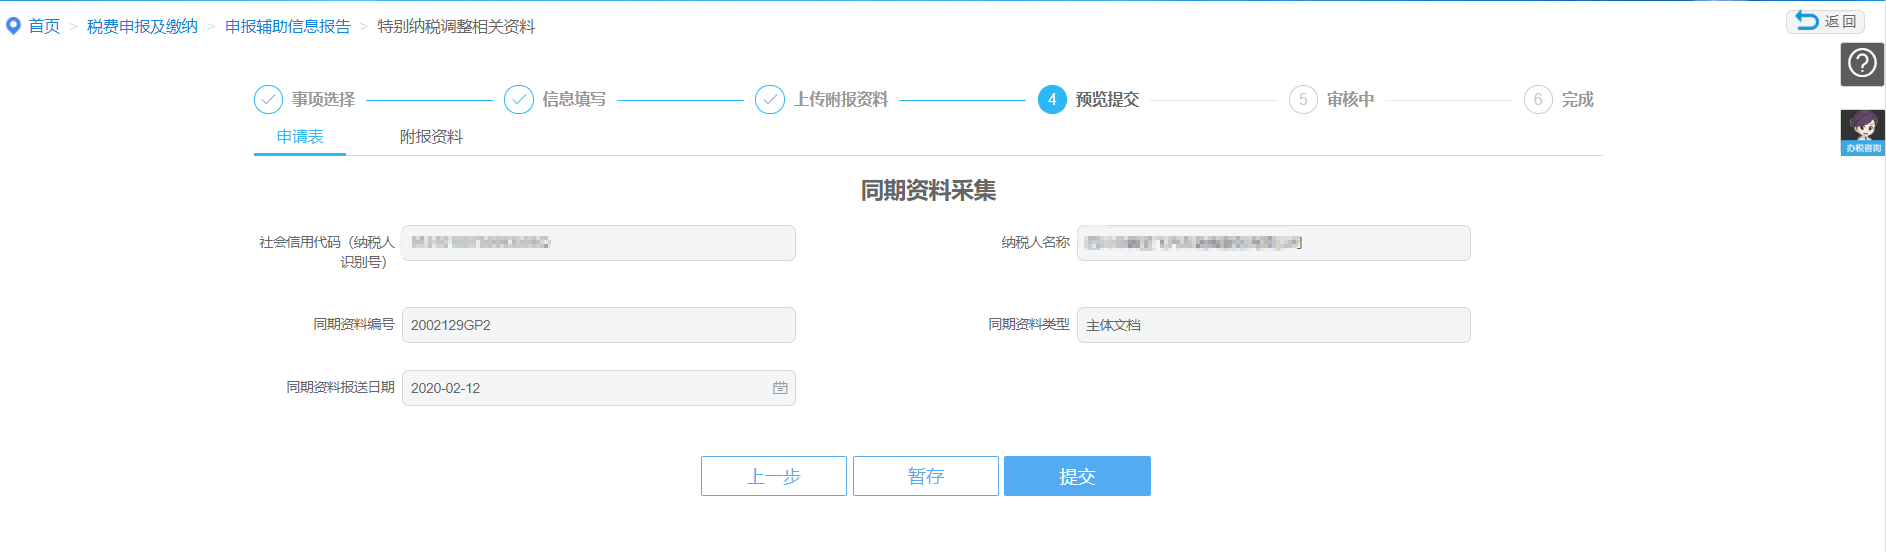 首页 > 税费申报及缴纳 > 申报辅助信息报告 > 特别纳税调整相关资料
返回
事项选择 信息填写 上传附报资料 4 预览提交 5 审核中 6 完成
办税咨询
申请表 附报资料
同期资料采集
社会信用代码（纳税人
识别号）
纳税人名称
同期资料编号 2002129GP2 同期资料类型 主体文档
同期资料报送日期 2020-02-12
上一步 暂存 提交